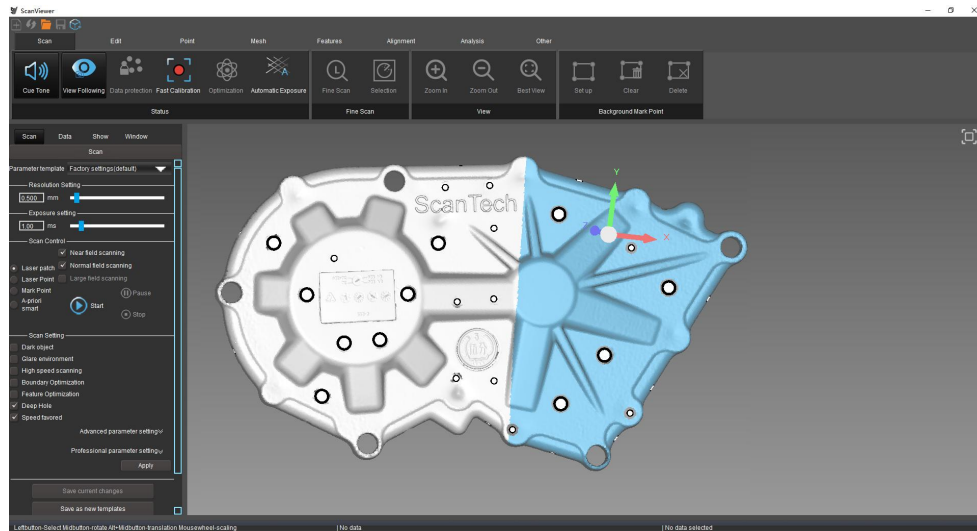 ScanViewer
Scan Edit Point Mesh Features Alignment Analysis Other
Cue Tone View Following Data protection Fast Calibration Optimization Automatic Exposure Fine Scan Selection Zoom In Zoom Out Best View Set up Clear Delete
Status Fine Scan View Background Mark Point
Scan Data Show Window
Scan
Parameter template Factory settings(default)
Resolution Setting
0.500 mm
Exposure setting
1.00 ms
Scan Control
Near field scanning
Laser patch Normal field scanning
Laser Point Large field scanning
Mark Point Pause
A-priori smart Start
Stop
Scan Setting
Dark object
Glare environment
High speed scanning
Boundary Optimization
Feature Optimization
Deep Hole
Speed favored
Advanced parameter setting
Professional parameter setting
Apply
Save current changes
Save as new templates
Leftbutton-Select Midbutton-rotate Alt+Midbutton-translation Mousewheel-scaling | No data | No data selected
ScanTech
Y
X